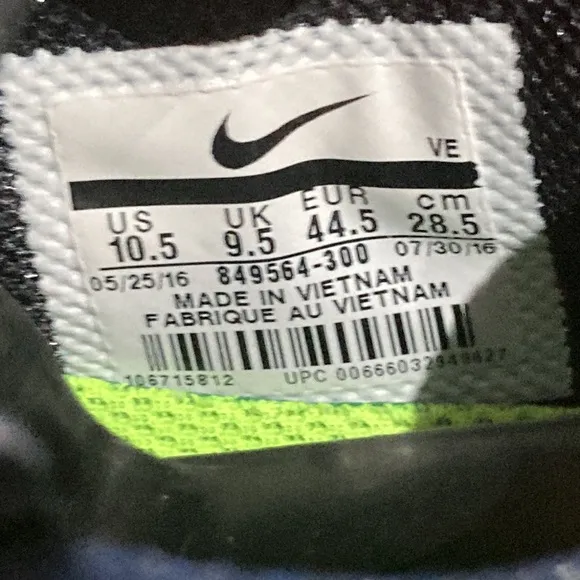 VE
US UK EUR cm
10.5 9.5 44.5 28.5
05/25/16 849564-300 07/30/16
MADE IN VIETNAM
FABRIQUE AU VIETNAM
106715812 UPC